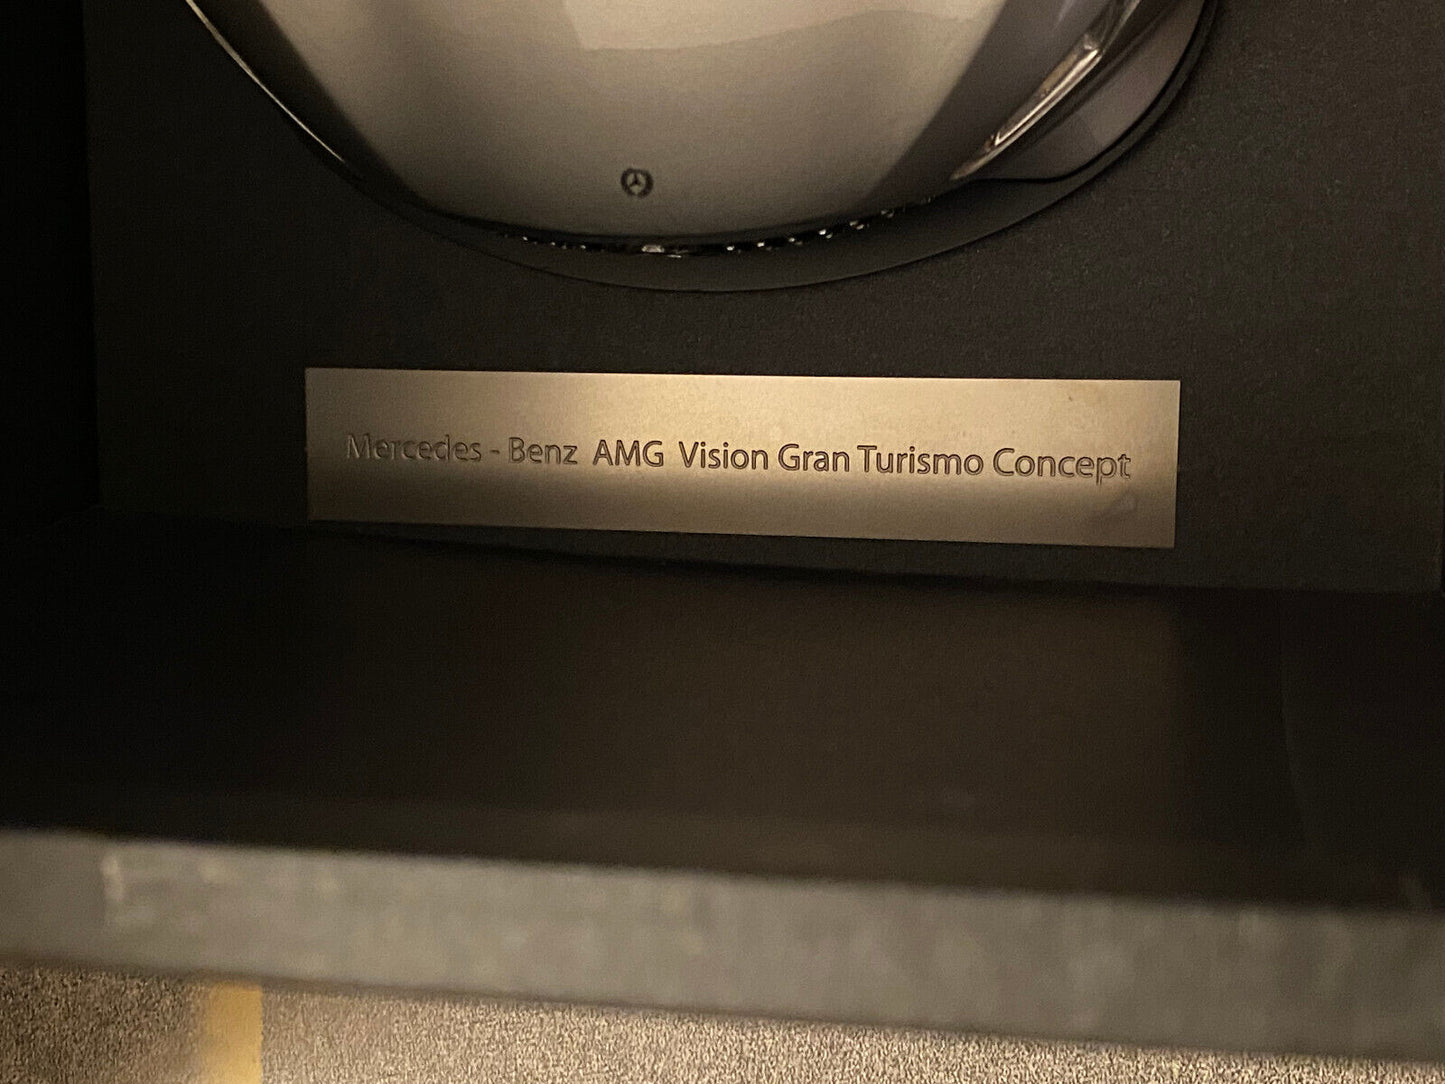 Mercedes - Benz AMG Vision Gran Turismo Concept